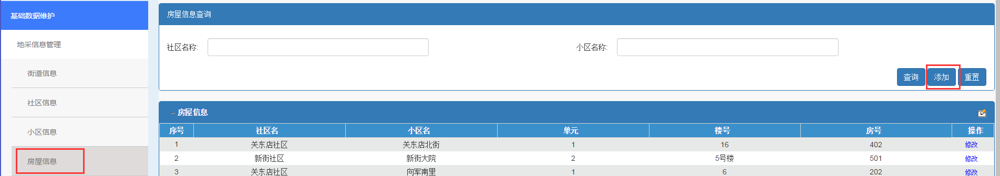 基础数据维护
地采信息管理
街道信息
社区信息
小区信息
房屋信息
房屋信息查询
社区名称:
小区名称:
查询 添加 重置
房屋信息
序号 社区名 小区名 单元 楼号 房号 操作
1 关东店社区 关东店北街 1 16 402 修改
2 新街社区 新街大院 2 5号楼 501 修改
3 关东店社区 向军南里 1 6 202 修改